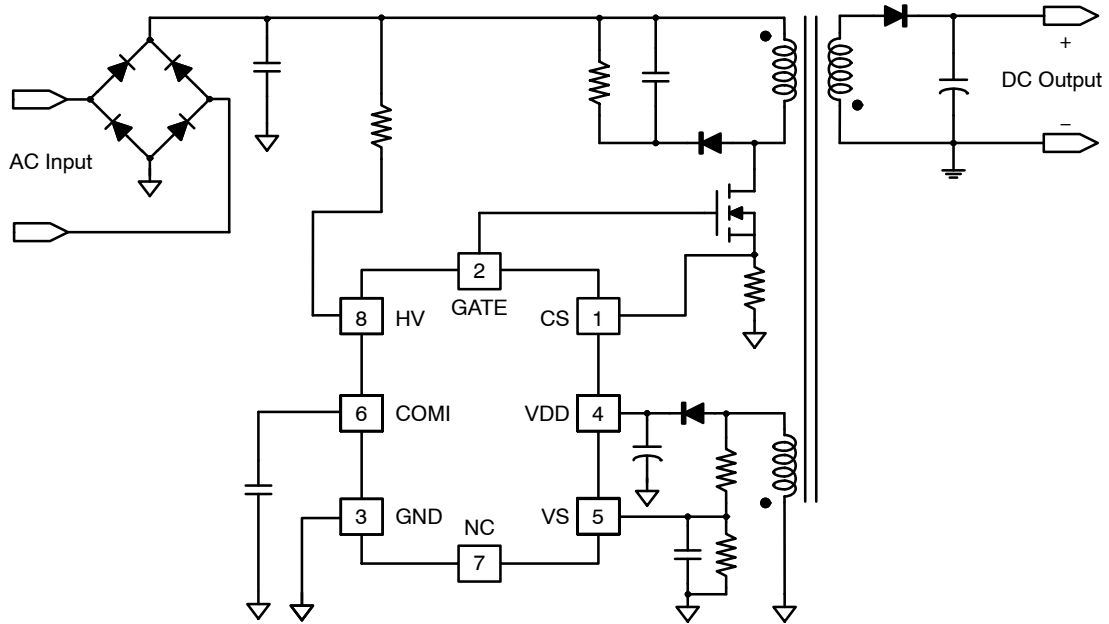 +
DC Output
−
AC Input
2
GATE
8 HV
CS 1
6 COMI
VDD 4
3 GND
VS 5
NC
7